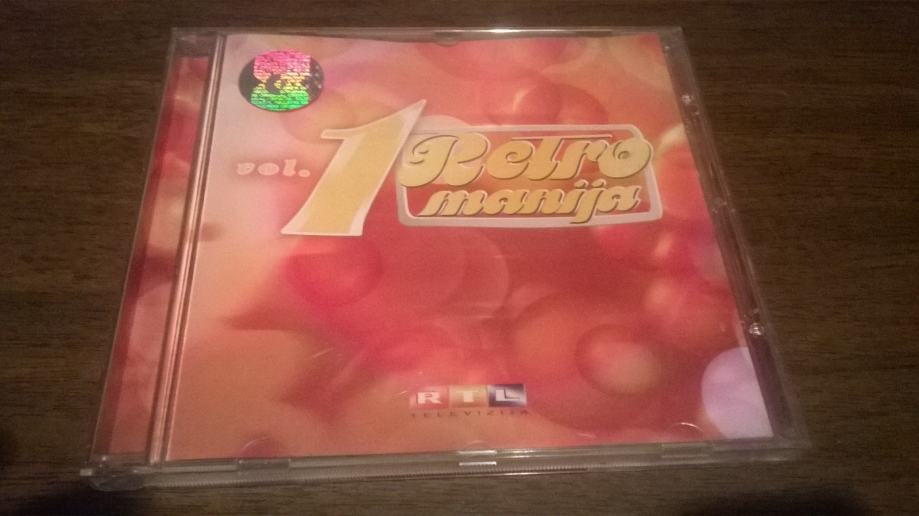 vol. 1 Retro
manija
RTL
TELEVIZIJA